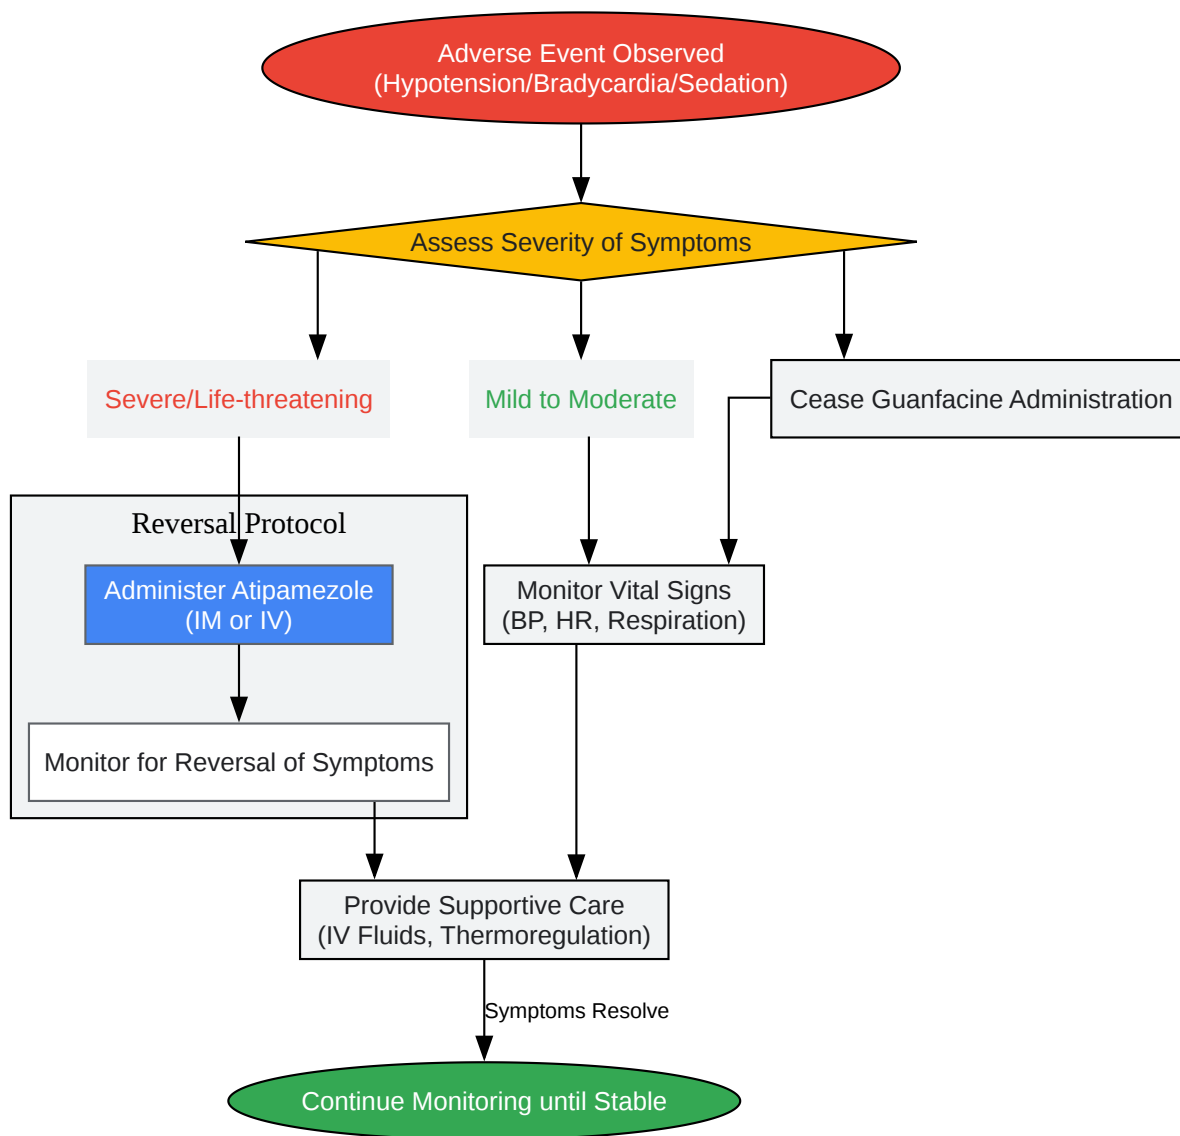 Adverse Event Observed
(Hypotension/Bradycardia/Sedation)
Assess Severity of Symptoms
Severe/Life-threatening
Mild to Moderate
Cease Guanfacine Administration
Reversal Protocol
Administer Atipamezole
(IM or IV)
Monitor Vital Signs
(BP, HR, Respiration)
Monitor for Reversal of Symptoms
Provide Supportive Care
(IV Fluids, Thermoregulation)
Symptoms Resolve
Continue Monitoring until Stable